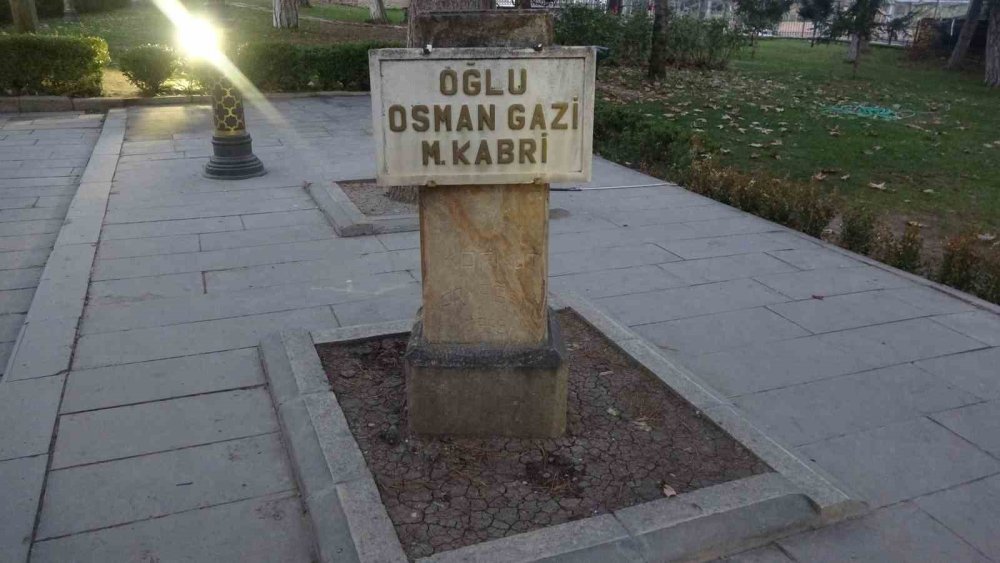 OĞLU
OSMAN GAZİ
M.KABRİ